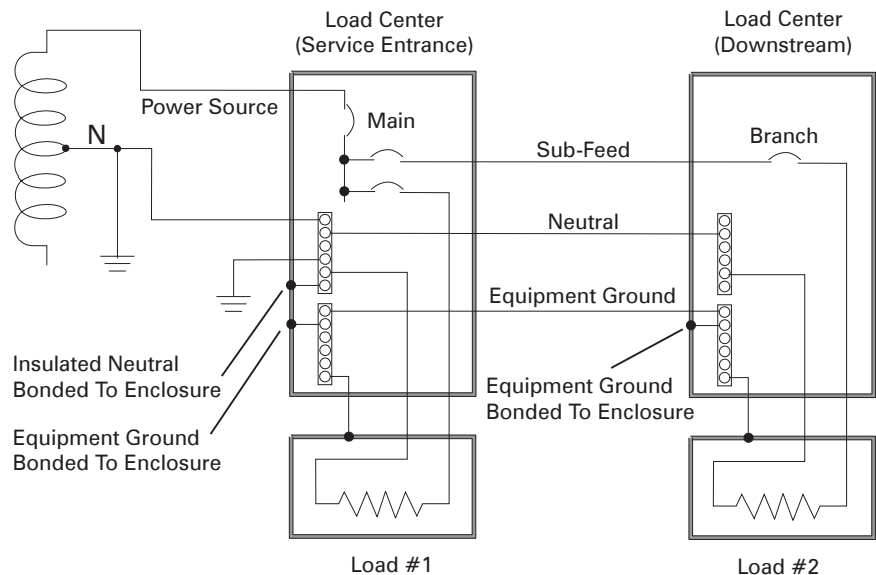 Load Center
(Service Entrance)
Load Center
(Downstream)
Power Source
Main
N
Sub-Feed
Branch
Neutral
Equipment Ground
Insulated Neutral
Bonded To Enclosure
Equipment Ground
Bonded To Enclosure
Equipment Ground
Bonded To Enclosure
Load #1
Load #2